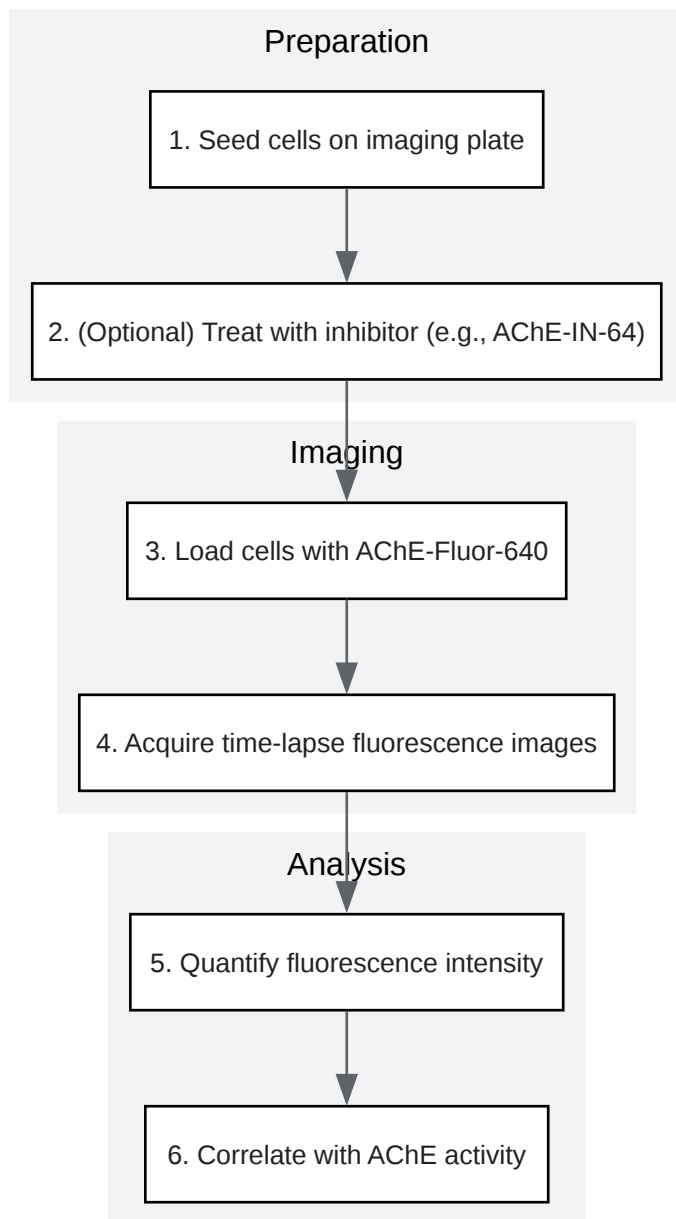 Preparation
1. Seed cells on imaging plate
2. (Optional) Treat with inhibitor (e.g., AChE-IN-64)
Imaging
3. Load cells with AChE-Fluor-640
4. Acquire time-lapse fluorescence images
Analysis
5. Quantify fluorescence intensity
6. Correlate with AChE activity